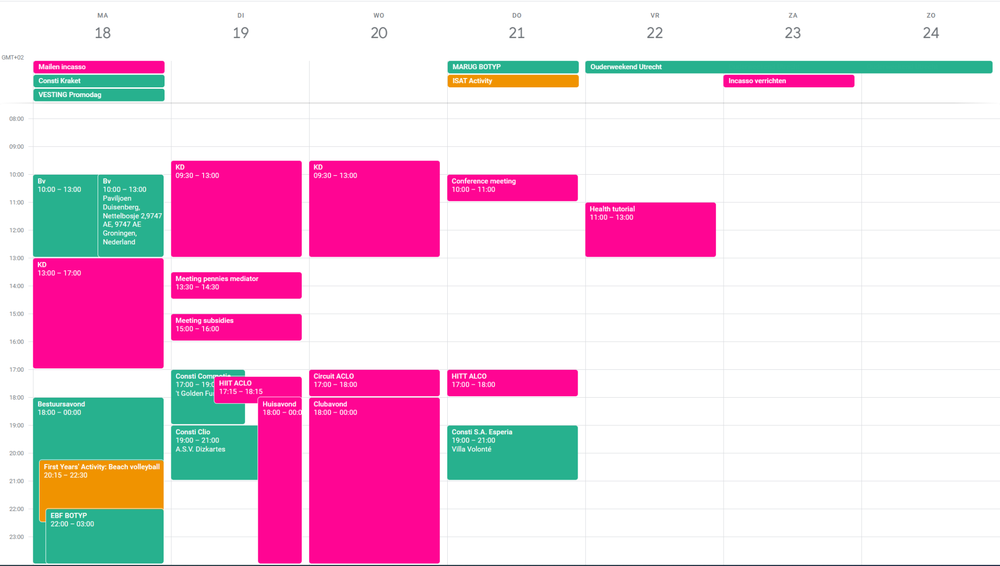 MA
18
DI
19
WO
20
DO
21
VR
22
ZA
23
ZO
24
GMT+02
Mailen incasso
Consti Kraket
VESTING Promodag
MARUG BOTYP
ISAT Activity
Ouderweekend Utrecht
Incasso verrichten
08:00
09:00
10:00
11:00
12:00
13:00
14:00
15:00
16:00
17:00
18:00
19:00
20:00
21:00
22:00
23:00
Bv
10:00 – 13:00
Bv
10:00 – 13:00
Paviljoen
Duisenberg,
Nettelbosje 2,9747
AE, 9747 AE
Groningen,
Nederland
KD
13:00 – 17:00
Bestuursavond
18:00 – 00:00
First Years' Activity: Beach volleyball
20:15 – 22:30
EBF BOTYP
22:00 – 03:00
KD
09:30 – 13:00
Meeting pennies mediator
13:30 – 14:30
Meeting subsidies
15:00 – 16:00
Consti Commotie
17:00 – 19:0
't Golden Fu
HIIT ACLO
17:15 – 18:15
Huisavond
18:00 – 00:0
Consti Clio
19:00 – 21:00
A.S.V. Dizkartes
KD
09:30 – 13:00
Circuit ACLO
17:00 – 18:00
Clubavond
18:00 – 00:00
Conference meeting
10:00 – 11:00
HITT ALCO
17:00 – 18:00
Consti S.A. Esperia
19:00 – 21:00
Villa Volonté
Health tutorial
11:00 – 13:00